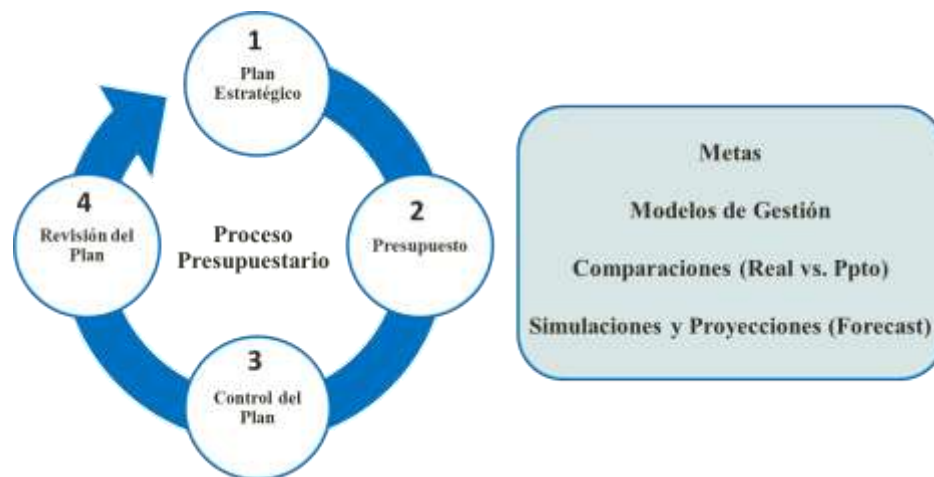 1
Plan
Estratégico
2
Presupuesto
3
Control del
Plan
4
Revisión del
Plan
Proceso
Presupuestario
Metas
Modelos de Gestión
Comparaciones (Real vs. Ppto)
Simulaciones y Proyecciones (Forecast)